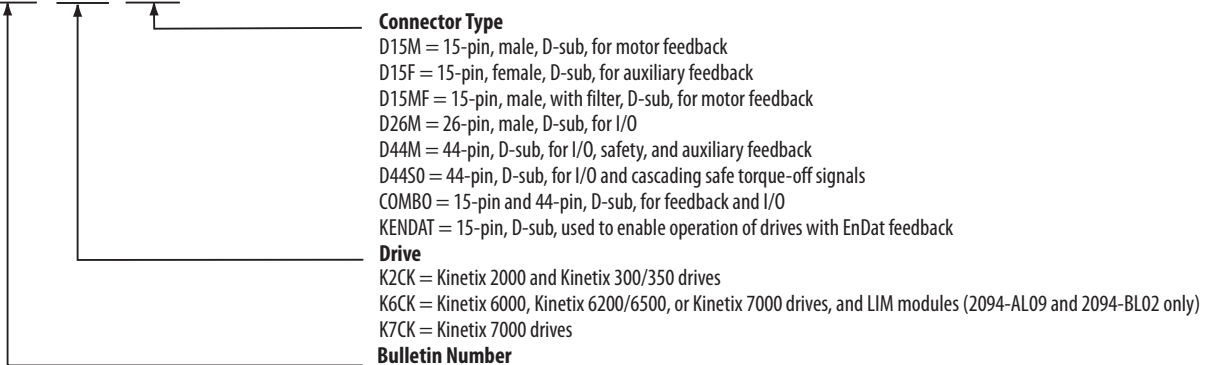 Connector Type
D15M = 15-pin, male, D-sub, for motor feedback
D15F = 15-pin, female, D-sub, for auxiliary feedback
D15MF = 15-pin, male, with filter, D-sub, for motor feedback
D26M = 26-pin, male, D-sub, for I/O
D44M = 44-pin, D-sub, for I/O, safety, and auxiliary feedback
D44S0 = 44-pin, D-sub, for I/O and cascading safe torque-off signals
COMBO = 15-pin and 44-pin, D-sub, for feedback and I/O
KENDAT = 15-pin, D-sub, used to enable operation of drives with EnDat feedback
Drive
K2CK = Kinetix 2000 and Kinetix 300/350 drives
K6CK = Kinetix 6000, Kinetix 6200/6500, or Kinetix 7000 drives, and LIM modules (2094-AL09 and 2094-BL02 only)
K7CK = Kinetix 7000 drives
Bulletin Number